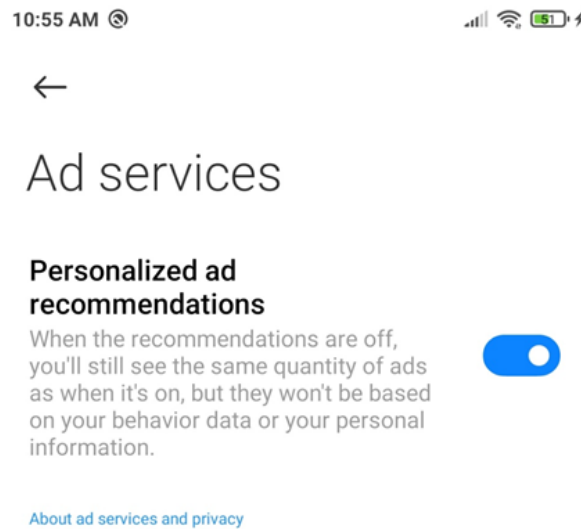 10:55 AM
51
Ad services
Personalized ad
recommendations
When the recommendations are off,
you'll still see the same quantity of ads
as when it's on, but they won't be based
on your behavior data or your personal
information.
About ad services and privacy